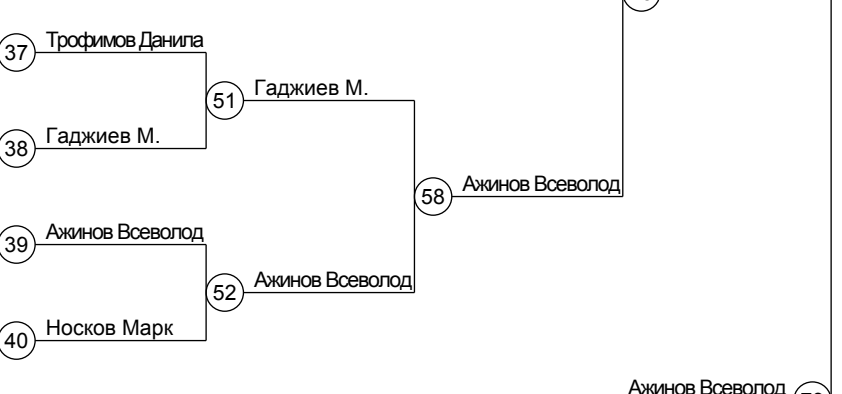 37 Трофимов Данила
51 Гаджиев М.
38 Гаджиев М.
58 Ажинов Всеволод
39 Ажинов Всеволод
52 Ажинов Всеволод
40 Носков Марк
Ажинов Всеволод